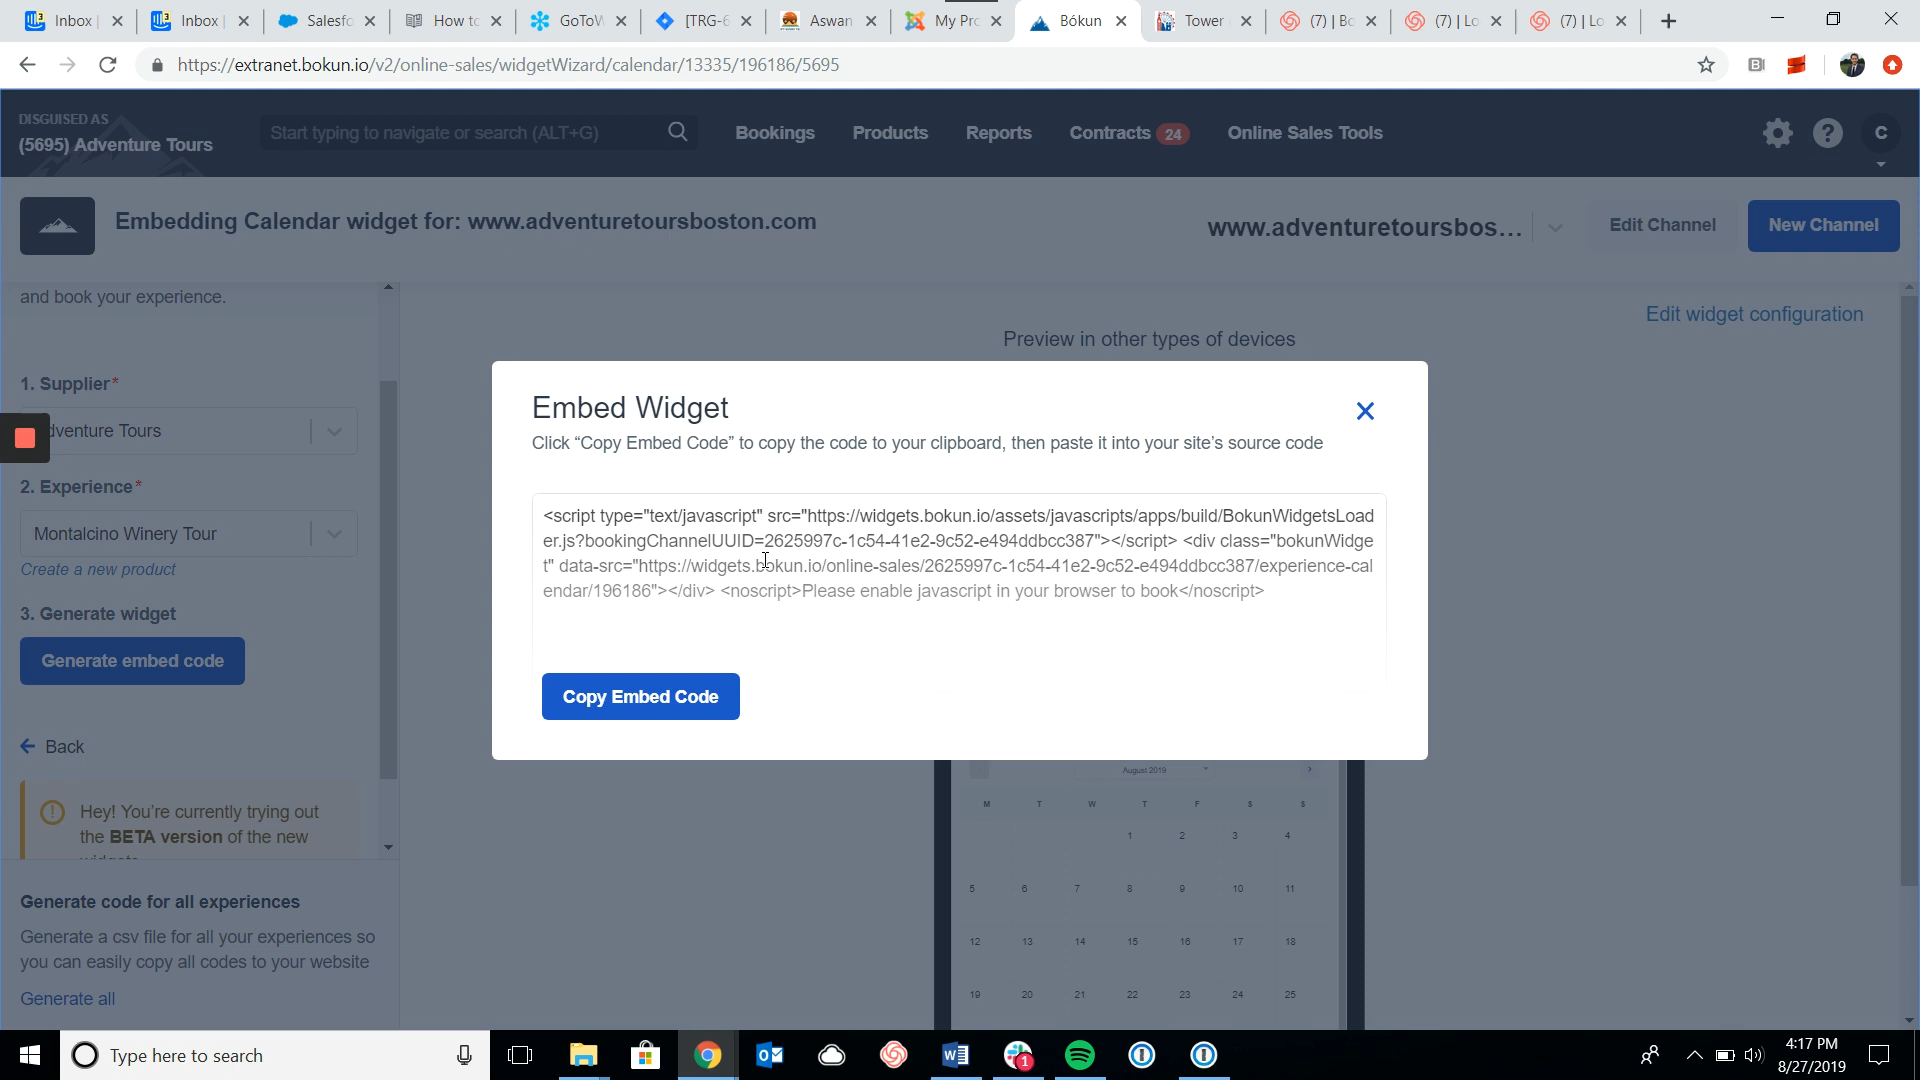 Inbox
Inbox
Salesfo
How to
GoToW
[TRG-6
Aswan
My Pro
Bókun
Tower
(7) | Bo
(7) | Lo
(7) | Lo
https://extranet.bokun.io/v2/online-sales/widgetWizard/calendar/13335/196186/5695
DISGUISED AS
(5695) Adventure Tours
Start typing to navigate or search (ALT+G)
Bookings
Products
Reports
Contracts 24
Online Sales Tools
C
Embedding Calendar widget for: www.adventuretoursboston.com
www.adventuretoursbos...
Edit Channel
New Channel
and book your experience.
Edit widget configuration
Preview in other types of devices
1. Supplier*
dventure Tours
2. Experience*
Montalcino Winery Tour
Create a new product
3. Generate widget
Generate embed code
Back
Hey! You're currently trying out
the BETA version of the new
Generate code for all experiences
Generate a csv file for all your experiences so
you can easily copy all codes to your website
Generate all
Embed Widget
Click “Copy Embed Code” to copy the code to your clipboard, then paste it into your site's source code
<script type="text/javascript" src="https://widgets.bokun.io/assets/javascripts/apps/build/BokunWidgetsLoad
er.js?bookingChannelUUID=2625997c-1c54-41e2-9c52-e494ddbcc387"></script> <div class="bokunWidge
t" data-src="https://widgets.bokun.io/online-sales/2625997c-1c54-41e2-9c52-e494ddbcc387/experience-cal
endar/196186"></div> <noscript>Please enable javascript in your browser to book</noscript>
Copy Embed Code
August 2019
M T W T F S S
1 2 3 4
5 6 7 8 9 10 11
12 13 14 15 16 17 18
19 20 21 22 23 24 25
Type here to search
1
4:17 PM
8/27/2019